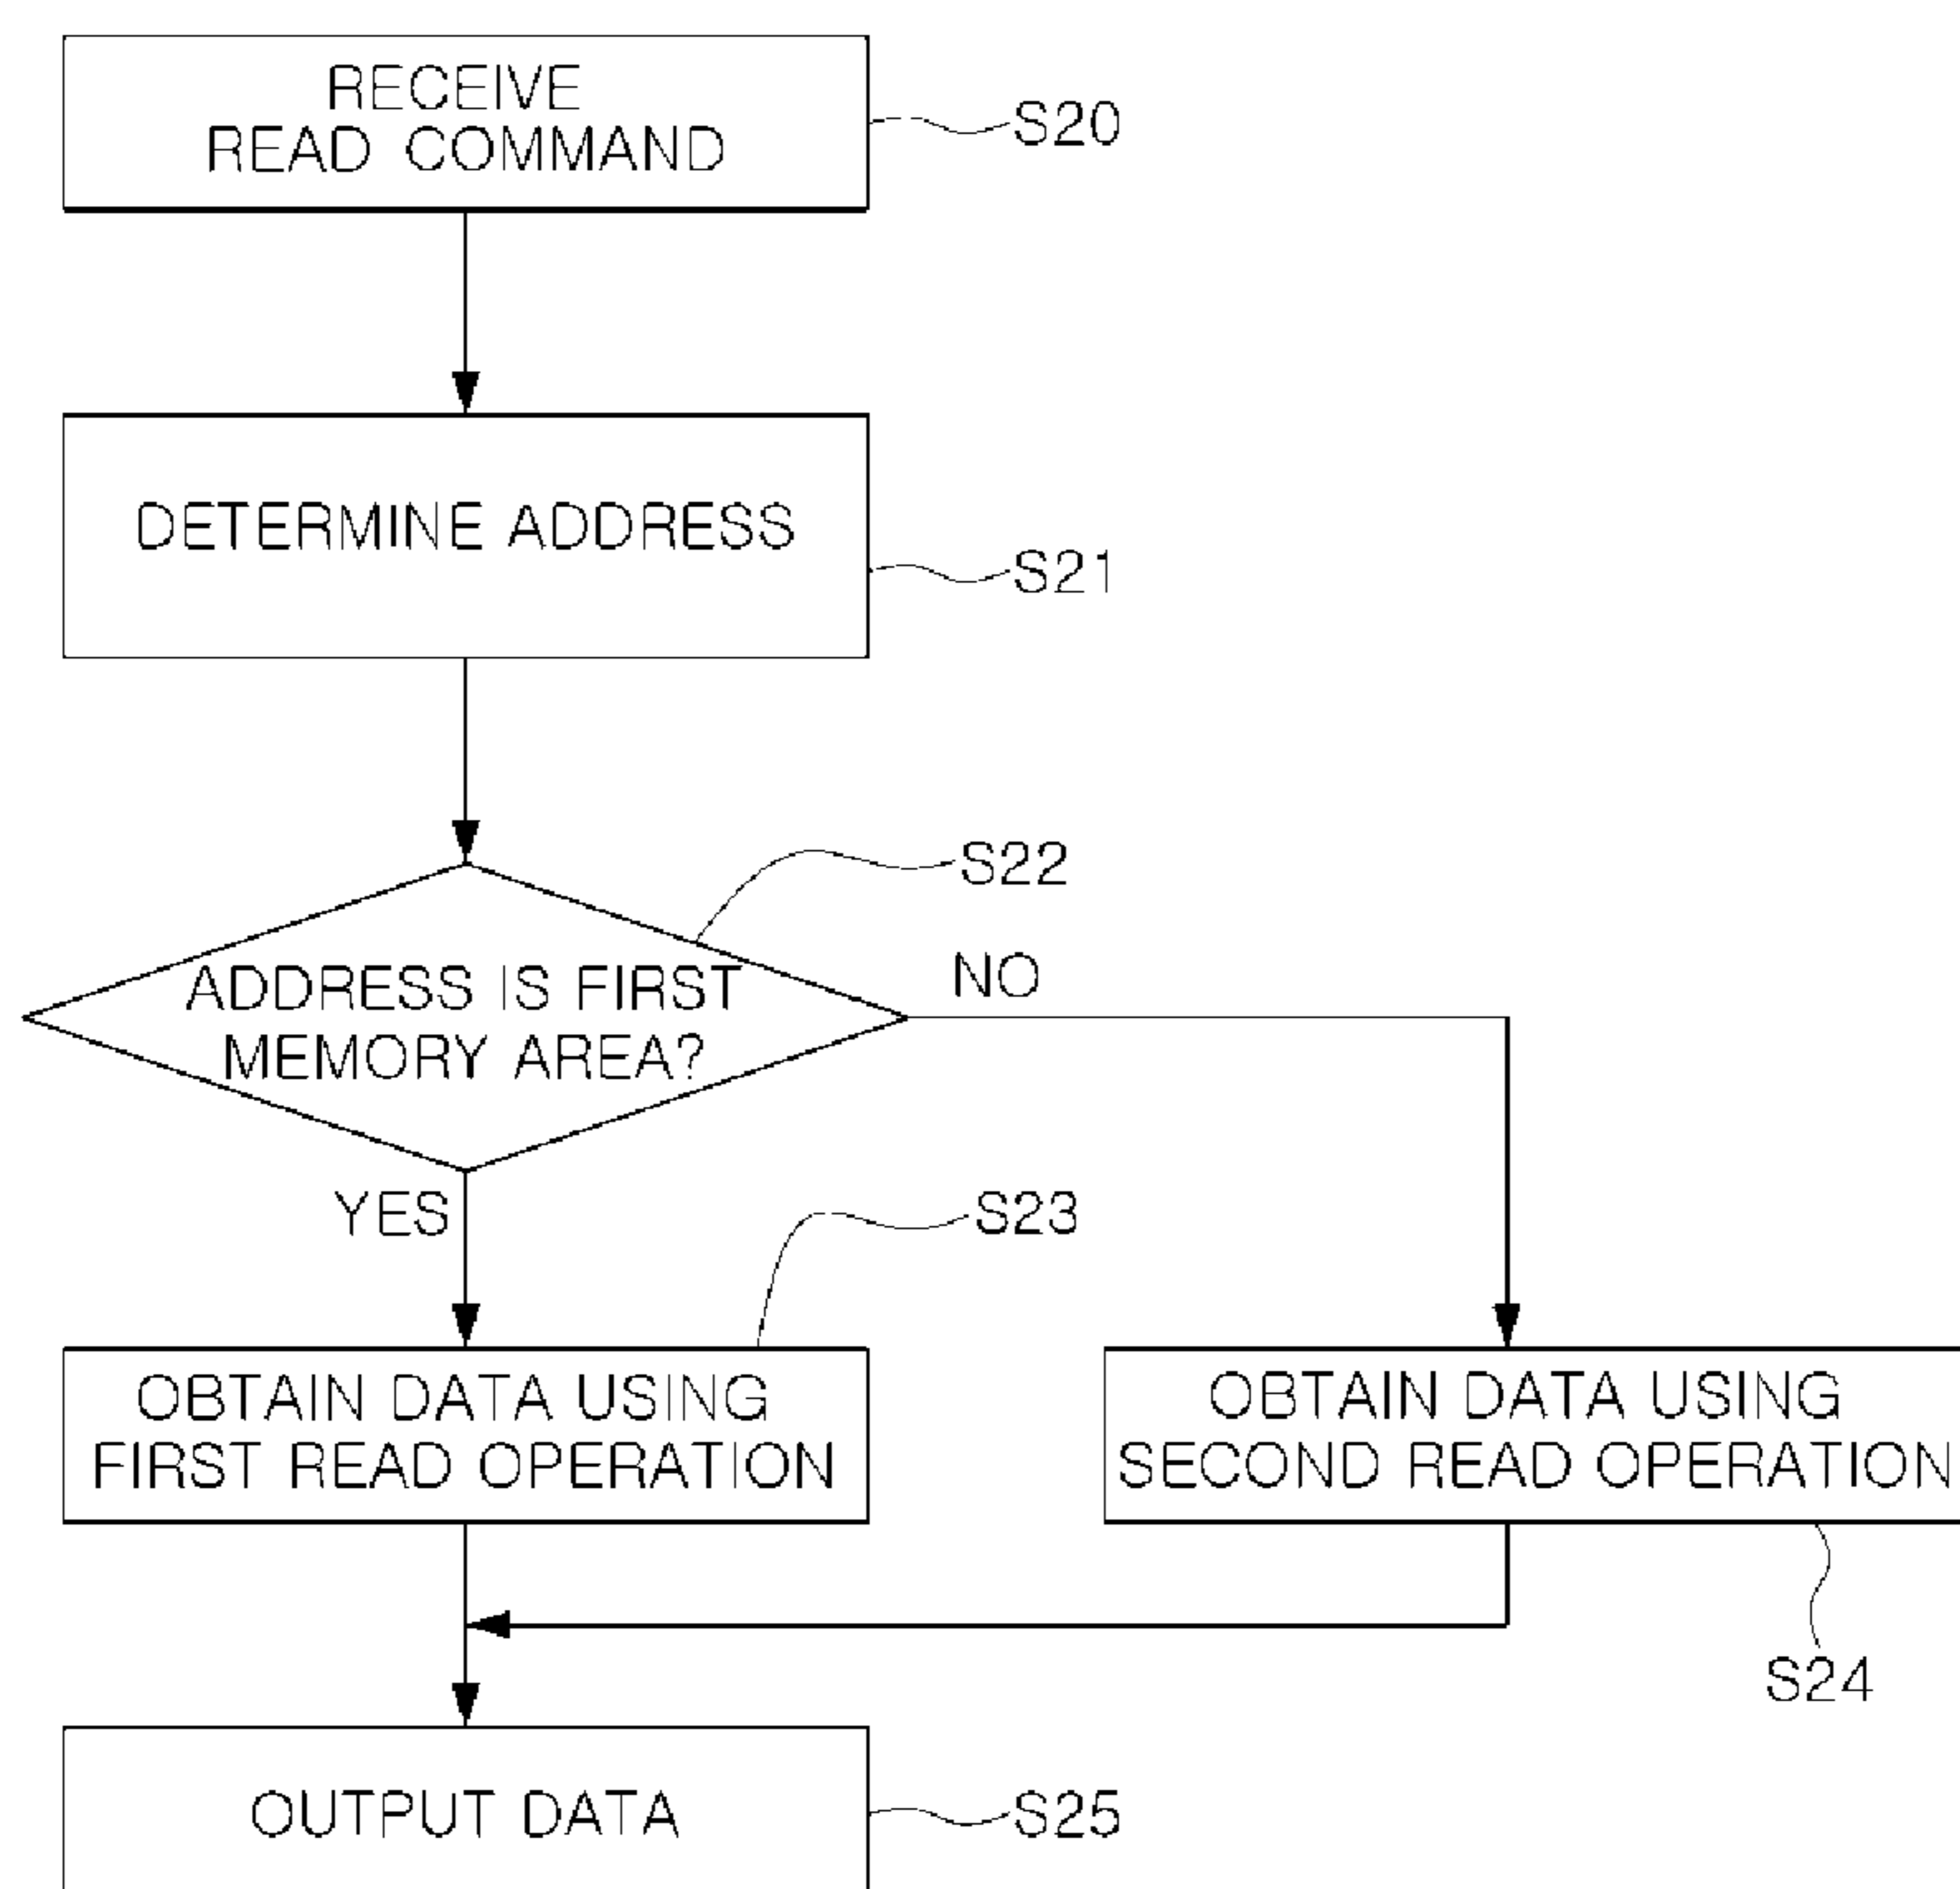 RECEIVE
READ COMMAND
S20
DETERMINE ADDRESS
S21
S22
ADDRESS IS FIRST
MEMORY AREA?
NO
YES
S23
OBTAIN DATA USING
FIRST READ OPERATION
OBTAIN DATA USING
SECOND READ OPERATION
S24
OUTPUT DATA
S25